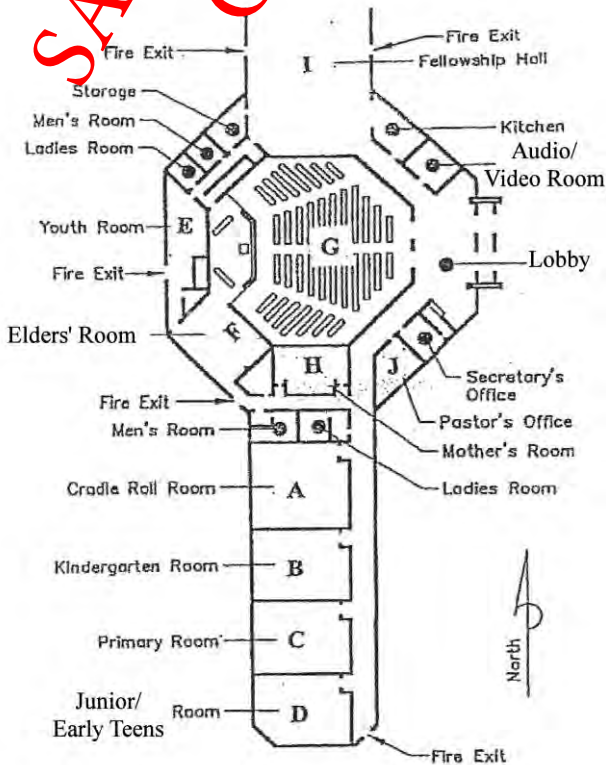 SA
C
Fire Exit
Fire Exit
I
Fellowship Hall
Storage
Men's Room
Kitchen
Ladies Room
Audio/
Video Room
E
Youth Room
G
Fire Exit
Lobby
Elders' Room
F
H
J
Secretary's
Office
Fire Exit
Pastor's Office
Men's Room
Mother's Room
Cradle Roll Room
A
Ladies Room
Kindergarten Room
B
Primary Room
C
North
Junior/
Early Teens
Room
D
Fire Exit